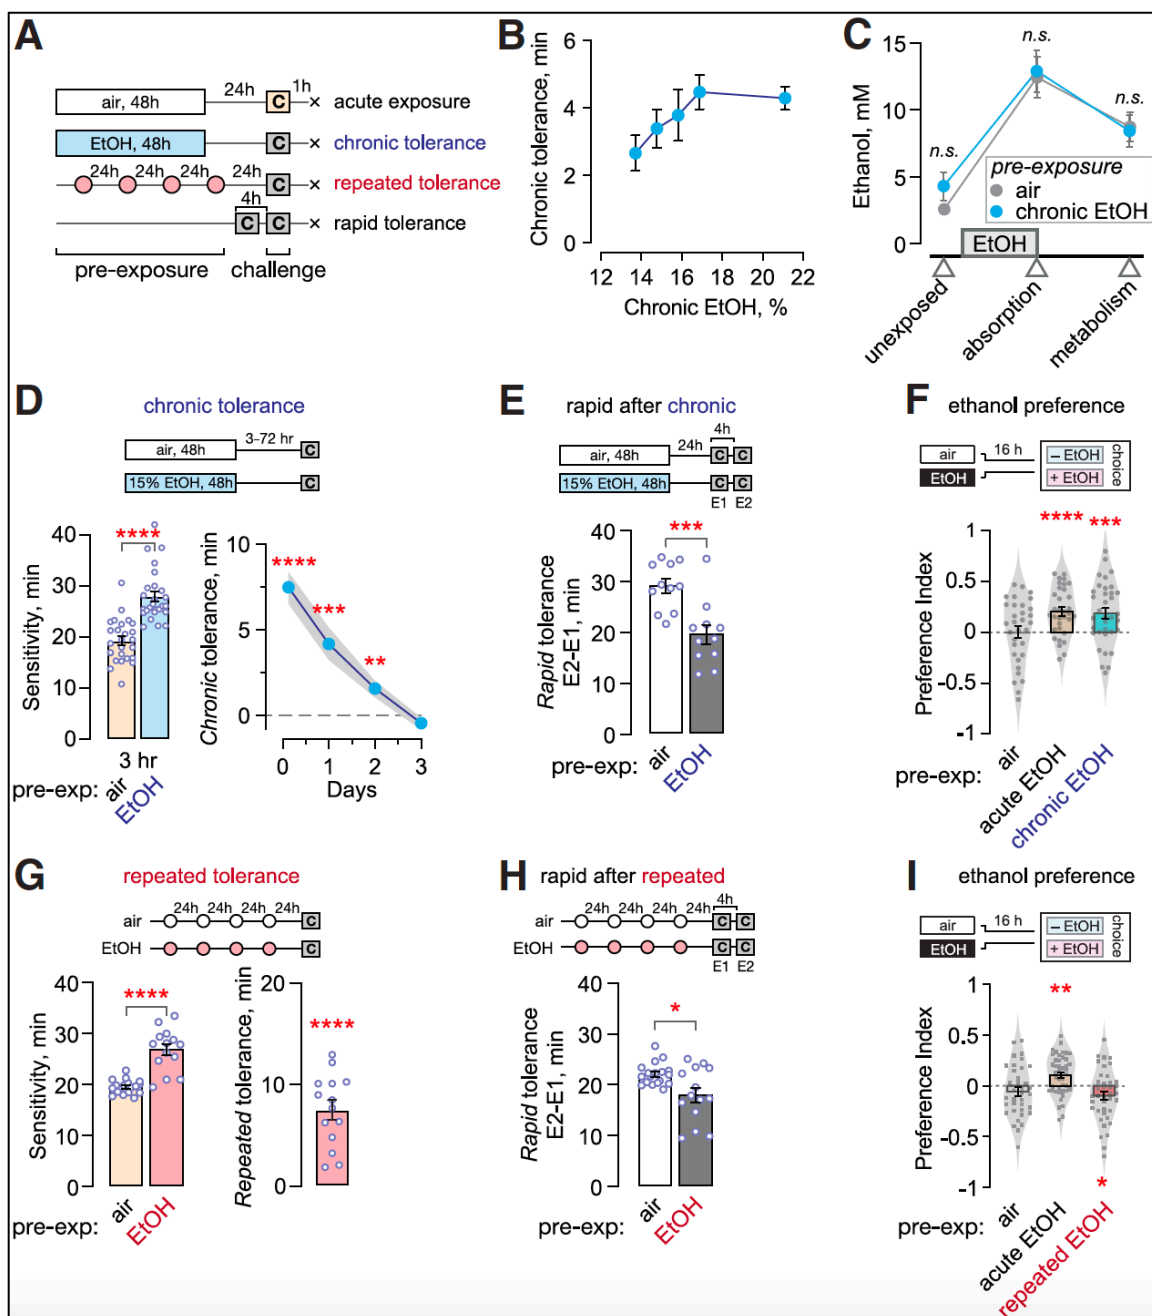 A
air, 48h
24h
C
1h
×
acute exposure
EtOH, 48h
C
×
chronic tolerance
24h
24h
24h
24h
C
×
repeated tolerance
4h
C
C
×
rapid tolerance
pre-exposure
challenge
B
Chronic tolerance, min
6
4
2
0
12
14
16
18
20
22
Chronic EtOH, %
C
Ethanol, mM
15
10
5
0
n.s.
n.s.
n.s.
pre-exposure
air
chronic EtOH
EtOH
unexposed
absorption
metabolism
D
chronic tolerance
air, 48h
3–72 hr
C
15% EtOH, 48h
C
Sensitivity, min
40
30
20
10
0
****
3 hr
pre-exp:
air
EtOH
Chronic tolerance, min
10
5
0
****
***
**
0
1
2
3
Days
E
rapid after chronic
4h
air, 48h
24h
C
C
15% EtOH, 48h
C
C
E1
E2
Rapid tolerance
E2-E1, min
40
30
20
10
0
***
pre-exp:
air
EtOH
F
ethanol preference
air
EtOH
16 h
– EtOH
+ EtOH
choice
Preference Index
1
0.5
0
-0.5
-1
****
***
pre-exp:
air
acute EtOH
chronic EtOH
G
repeated tolerance
24h
24h
24h
24h
air
C
EtOH
Sensitivity, min
40
30
20
10
0
****
pre-exp:
air
EtOH
Repeated tolerance, min
20
10
0
****
H
rapid after repeated
4h
24h
24h
24h
24h
air
C
C
EtOH
C
C
E1
E2
Rapid tolerance
E2-E1, min
40
30
20
10
0
*
pre-exp:
air
EtOH
I
ethanol preference
air
EtOH
16 h
– EtOH
+ EtOH
choice
Preference Index
1
0.5
0
-0.5
-1
**
*
pre-exp:
air
acute EtOH
repeated EtOH